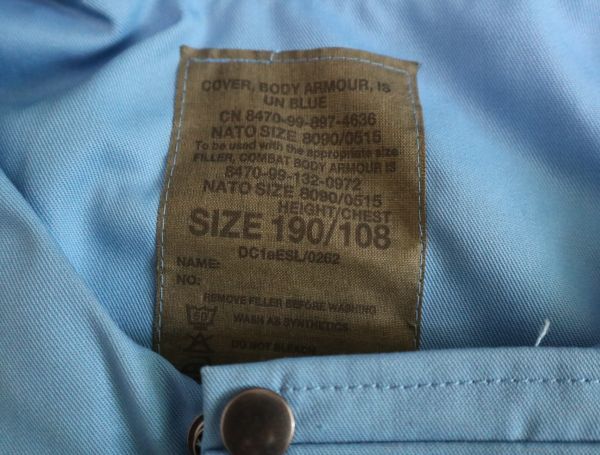 COVER, BODY ARMOUR, IS
UN BLUE
CN 8470-99-897-4636
NATO SIZE 8090/0515
To be used with the appropriate size
FILLER, COMBAT BODY ARMOUR IS
8470-99-132-0972
NATO SIZE 8090/0515
HEIGHT/CHEST
SIZE 190/108
DC1aESL/0262
NAME:
NO:
REMOVE FILLER BEFORE WASHING
WASH AS SYNTHETICS
DO NOT BLEACH